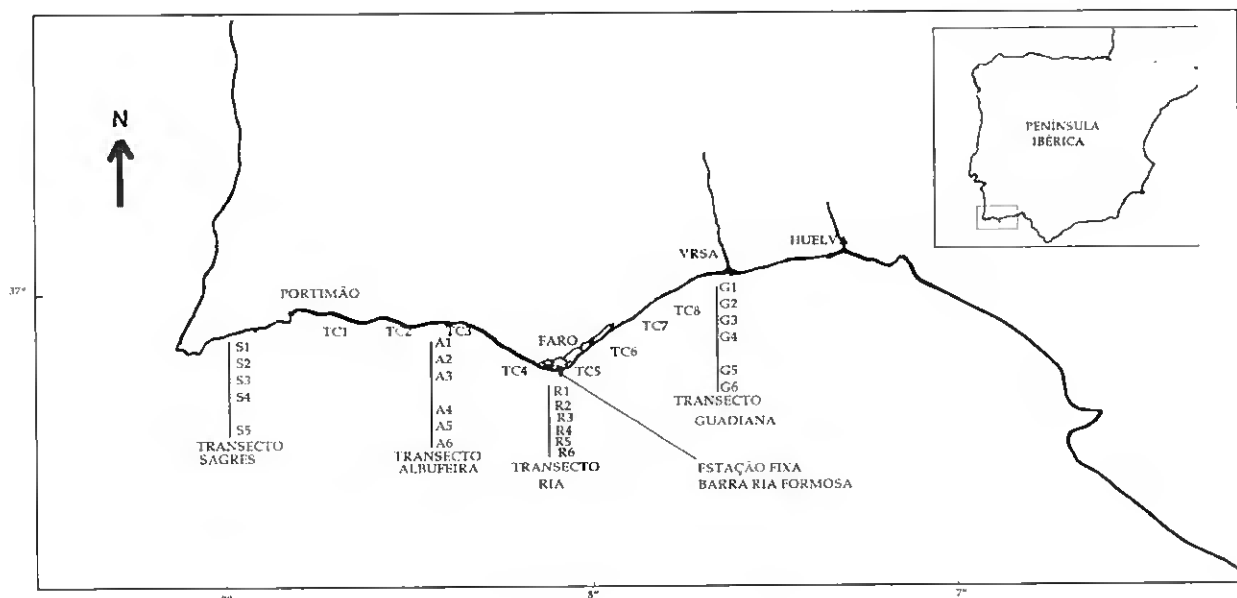 N
PENÍNSULA
IBÉRICA
HUELV
VRSA
37°
PORTIMÃO
TC1
TC2
TC3
FARO
TC4
TC5
TC6
TC7
TC8
S1
S2
S3
S4
S5
TRANSECTO
SAGRES
A1
A2
A3
A4
A5
A6
TRANSECTO
ALBUFEIRA
R1
R2
R3
R4
R5
R6
TRANSECTO
RIA
G1
G2
G3
G4
G5
G6
TRANSECTO
GUADIANA
ESTAÇÃO FIXA
BARRA RIA FORMOSA
8°
7°